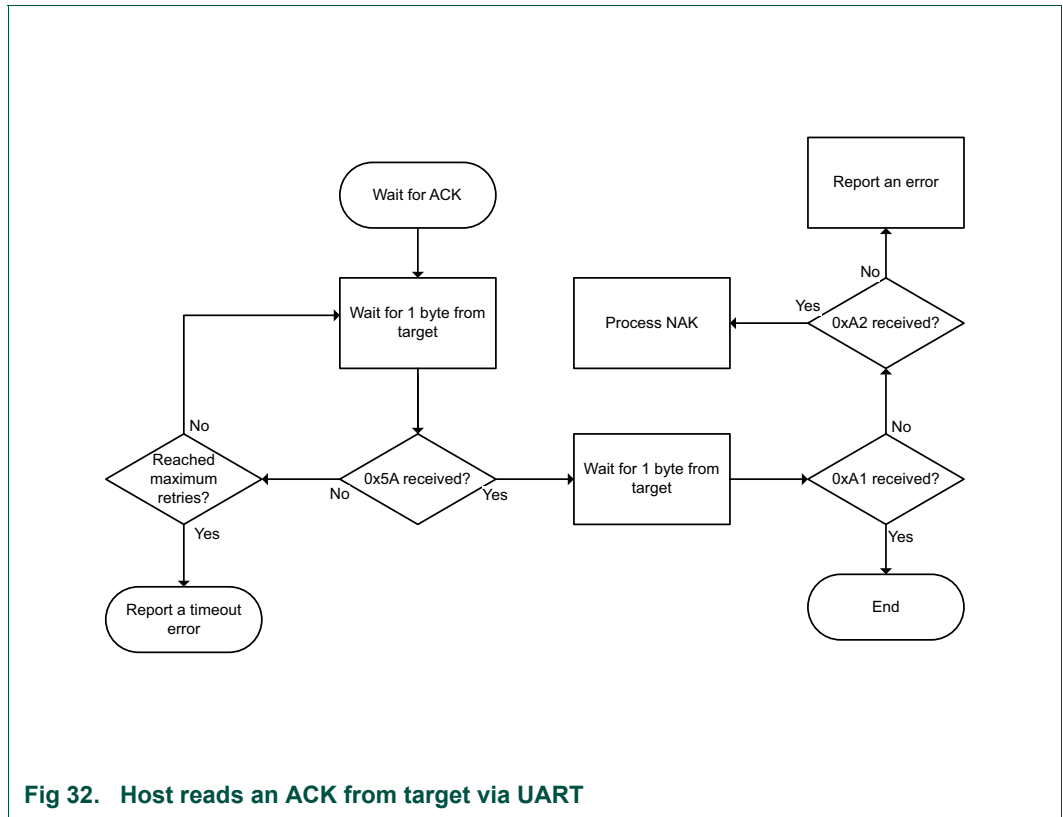 Wait for ACK
Wait for 1 byte from
target
No
Reached
maximum
retries?
Yes
Report a timeout
error
0x5A received?
No
Yes
Wait for 1 byte from
target
0xA1 received?
No
Yes
End
0xA2 received?
Yes
No
Process NAK
Report an error
Fig 32. Host reads an ACK from target via UART